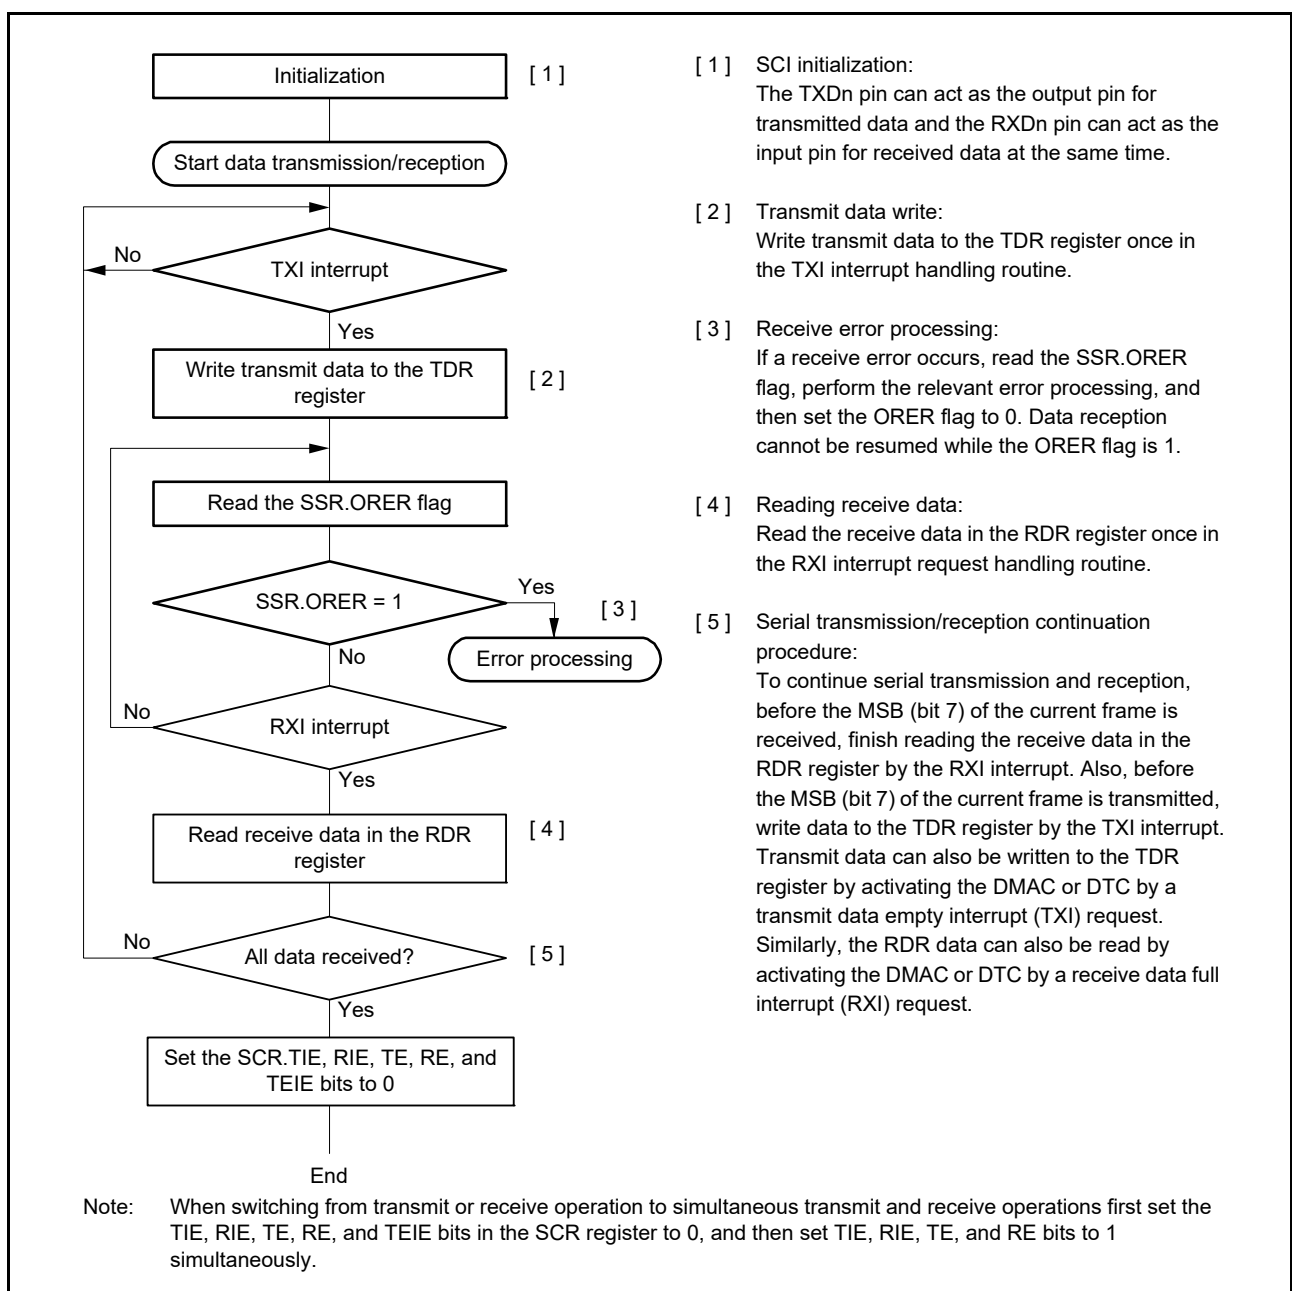 Initialization
[ 1 ]
Start data transmission/reception
No
TXI interrupt
Yes
Write transmit data to the TDR
register
[ 2 ]
Read the SSR.ORER flag
SSR.ORER = 1
Yes
[ 3 ]
Error processing
No
RXI interrupt
No
Yes
Read receive data in the RDR
register
[ 4 ]
All data received?
No
[ 5 ]
Yes
Set the SCR.TIE, RIE, TE, RE, and
TEIE bits to 0
End
[ 1 ] SCI initialization:
The TXDn pin can act as the output pin for
transmitted data and the RXDn pin can act as the
input pin for received data at the same time.
[ 2 ] Transmit data write:
Write transmit data to the TDR register once in
the TXI interrupt handling routine.
[ 3 ] Receive error processing:
If a receive error occurs, read the SSR.ORER
flag, perform the relevant error processing, and
then set the ORER flag to 0. Data reception
cannot be resumed while the ORER flag is 1.
[ 4 ] Reading receive data:
Read the receive data in the RDR register once in
the RXI interrupt request handling routine.
[ 5 ] Serial transmission/reception continuation
procedure:
To continue serial transmission and reception,
before the MSB (bit 7) of the current frame is
received, finish reading the receive data in the
RDR register by the RXI interrupt. Also, before
the MSB (bit 7) of the current frame is transmitted,
write data to the TDR register by the TXI interrupt.
Transmit data can also be written to the TDR
register by activating the DMAC or DTC by a
transmit data empty interrupt (TXI) request.
Similarly, the RDR data can also be read by
activating the DMAC or DTC by a receive data full
interrupt (RXI) request.
Note: When switching from transmit or receive operation to simultaneous transmit and receive operations first set the
TIE, RIE, TE, RE, and TEIE bits in the SCR register to 0, and then set TIE, RIE, TE, and RE bits to 1
simultaneously.